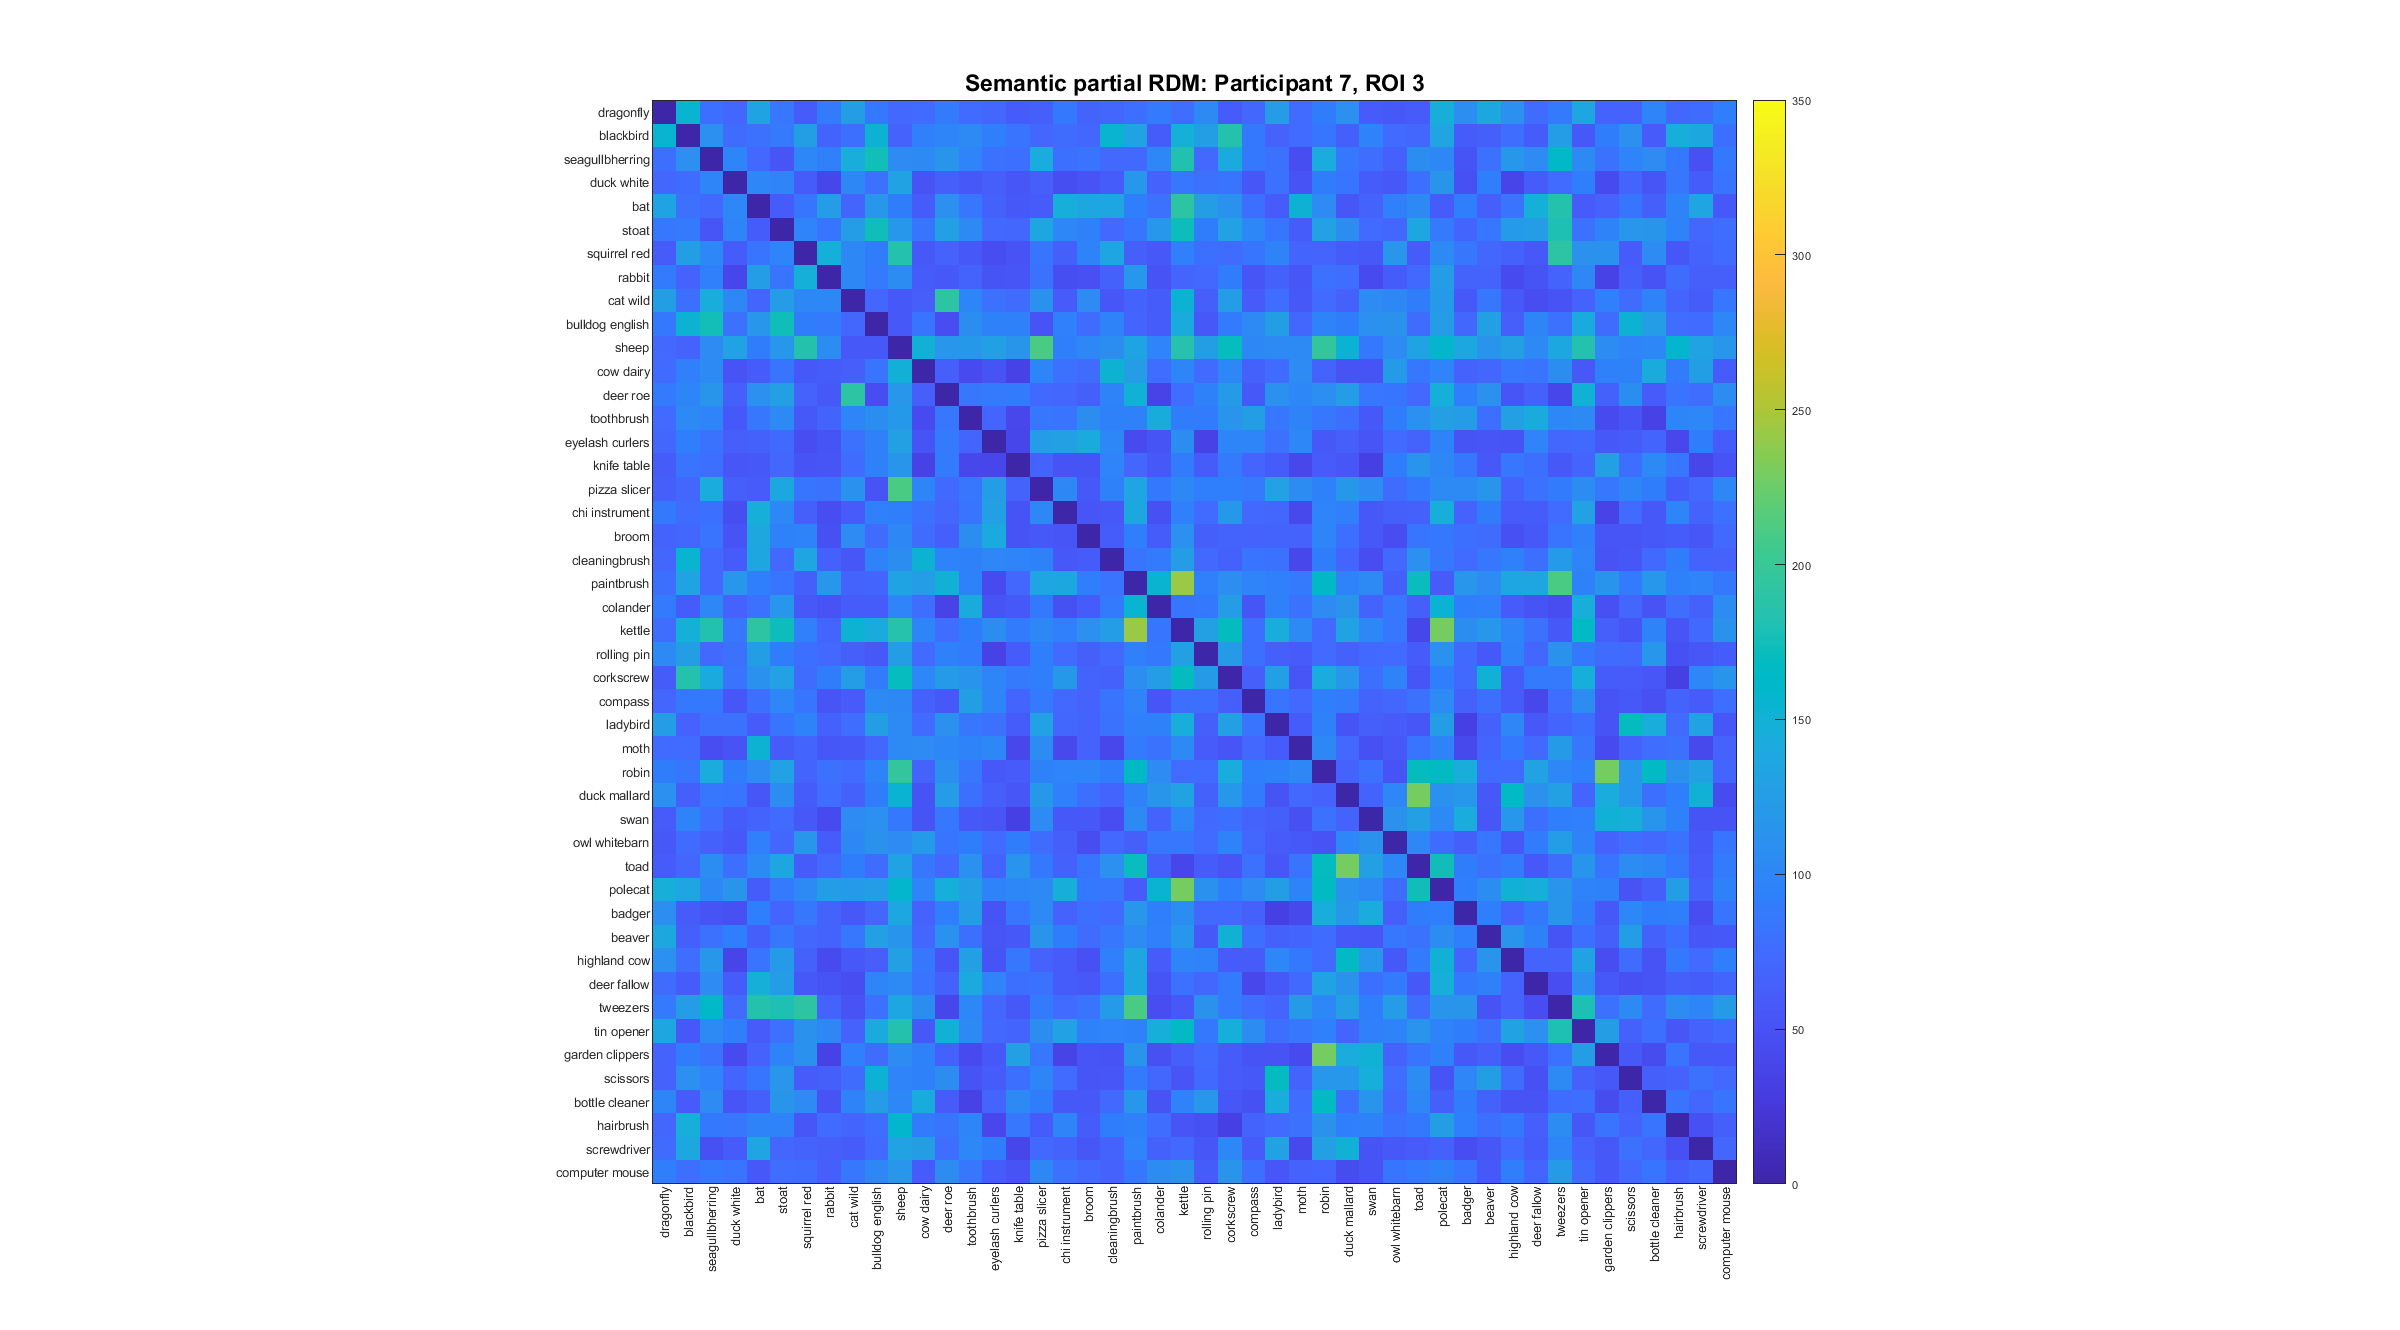 Semantic partial RDM: Participant 7, ROI 3
dragonfly
blackbird
seagullbherring
duck white
bat
stoat
squirrel red
rabbit
cat wild
bulldog english
sheep
cow dairy
deer roe
toothbrush
eyelash curlers
knife table
pizza slicer
chi instrument
broom
cleaningbrush
paintbrush
colander
kettle
rolling pin
corkscrew
compass
ladybird
moth
robin
duck mallard
swan
owl whitebarn
toad
polecat
badger
beaver
highland cow
deer fallow
tweezers
tin opener
garden clippers
scissors
bottle cleaner
hairbrush
screwdriver
computer mouse
dragonfly
blackbird
seagullbherring
duck white
bat
stoat
squirrel red
rabbit
cat wild
bulldog english
sheep
cow dairy
deer roe
toothbrush
eyelash curlers
knife table
pizza slicer
chi instrument
broom
cleaningbrush
paintbrush
colander
kettle
rolling pin
corkscrew
compass
ladybird
moth
robin
duck mallard
swan
owl whitebarn
toad
polecat
badger
beaver
highland cow
deer fallow
tweezers
tin opener
garden clippers
scissors
bottle cleaner
hairbrush
screwdriver
computer mouse
350
300
250
200
150
100
50
0